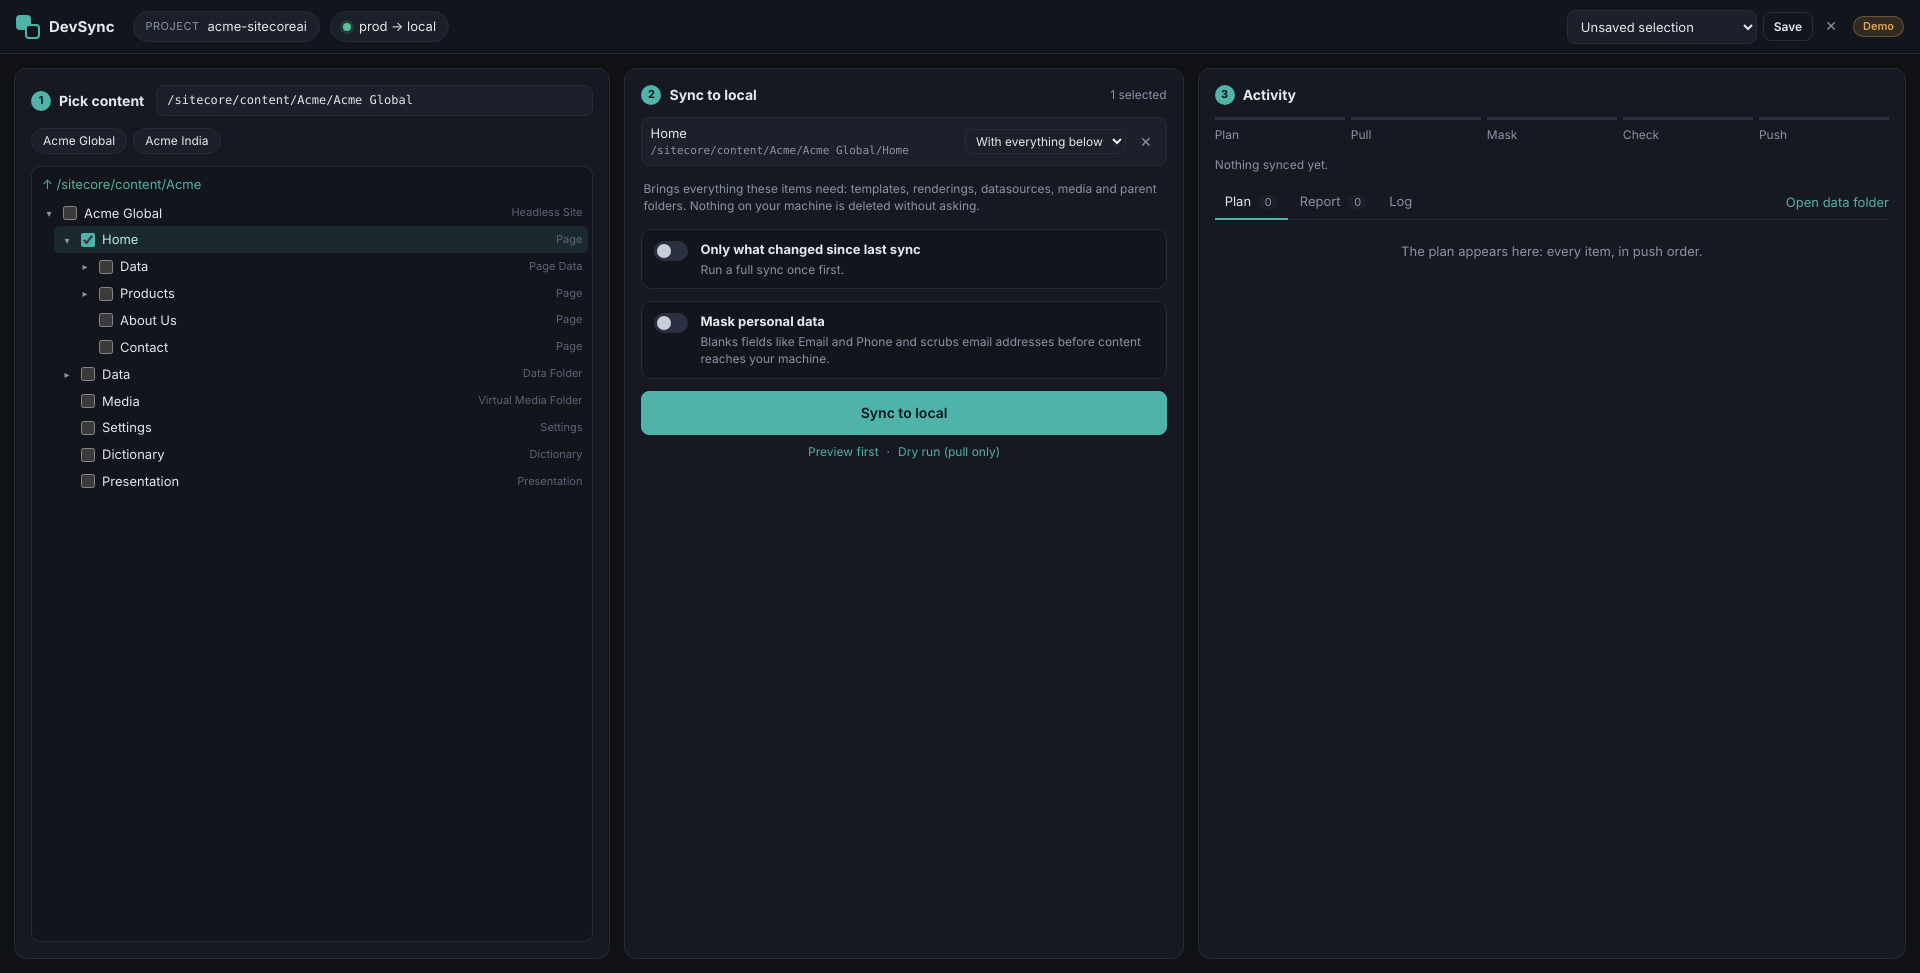 DevSync
PROJECT acme-sitecoreai
prod → local
Unsaved selection
Save
✕
Demo
1 Pick content
/sitecore/content/Acme/Acme Global
Acme Global
Acme India
↑ /sitecore/content/Acme
▾ Acme Global Headless Site
▾ Home Page
▸ Data Page Data
▸ Products Page
About Us Page
Contact Page
▸ Data Data Folder
Media Virtual Media Folder
Settings Settings
Dictionary Dictionary
Presentation Presentation
2 Sync to local 1 selected
Home
/sitecore/content/Acme/Acme Global/Home
With everything below
✕
Brings everything these items need: templates, renderings, datasources, media and parent
folders. Nothing on your machine is deleted without asking.
Only what changed since last sync
Run a full sync once first.
Mask personal data
Blanks fields like Email and Phone and scrubs email addresses before content
reaches your machine.
Sync to local
Preview first · Dry run (pull only)
3 Activity
Plan Pull Mask Check Push
Nothing synced yet.
Plan 0 Report 0 Log Open data folder
The plan appears here: every item, in push order.